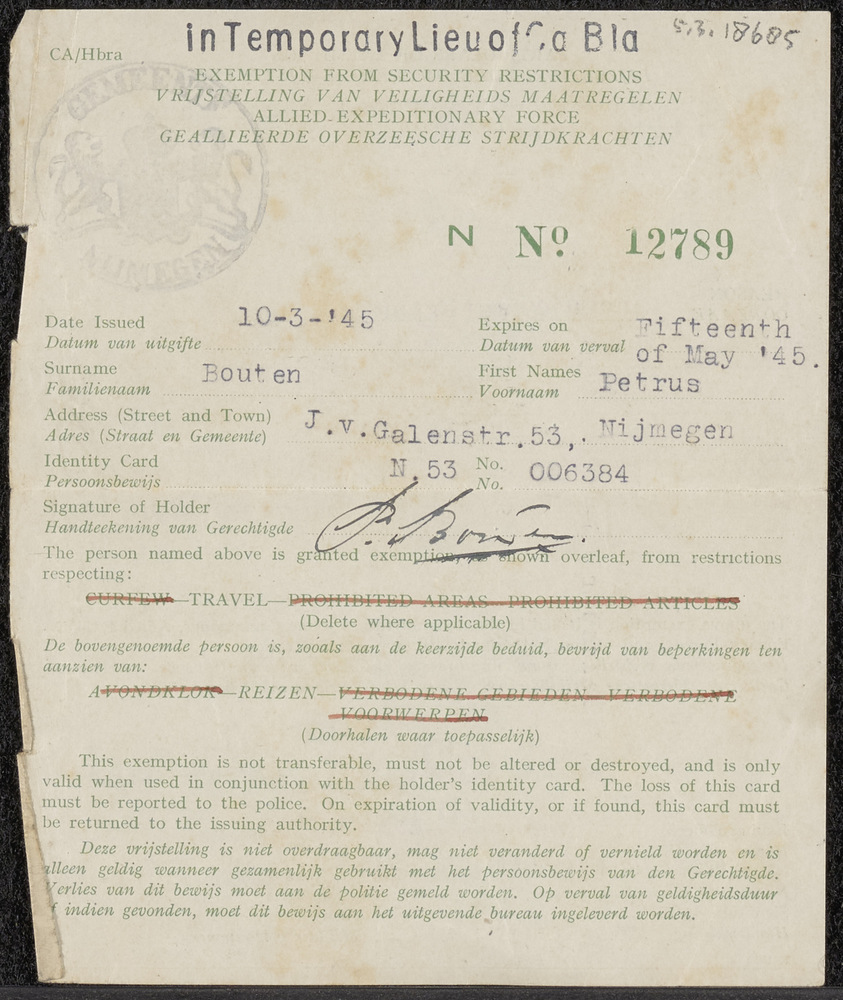 in Temporary Lieu of Ca Bla
5.3. 18685
CA/Hbra
EXEMPTION FROM SECURITY RESTRICTIONS
VRIJSTELLING VAN VEILIGHEIDS MAATREGELEN
ALLIED EXPEDITIONARY FORCE
GEALLIEERDE OVERZEESCHE STRIJDKRACHTEN
GEMEENTE NIJMEGEN
N No. 12789
Date Issued 10-3-'45 Expires on Fifteenth
Datum van uitgifte Datum van verval of May '45.
Surname Bouten First Names Petrus
Familienaam Voornaam
Address (Street and Town) J.v.Galenstr.53,. Nijmegen
Adres (Straat en Gemeente)
Identity Card N.53 No. 006384
Persoonsbewijs No.
Signature of Holder P. Bouten.
Handteekening van Gerechtigde
The person named above is granted exemption, as shown overleaf, from restrictions
respecting:
CURFEW—TRAVEL—PROHIBITED AREAS—PROHIBITED ARTICLES
(Delete where applicable)
De bovengenoemde persoon is, zooals aan de keerzijde beduid, bevrijd van beperkingen ten
aanzien van:
AVONDKLOK—REIZEN—VERBODENE GEBIEDEN—VERBODENE
VOORWERPEN
(Doorhalen waar toepasselijk)
This exemption is not transferable, must not be altered or destroyed, and is only
valid when used in conjunction with the holder's identity card. The loss of this card
must be reported to the police. On expiration of validity, or if found, this card must
be returned to the issuing authority.
Deze vrijstelling is niet overdraagbaar, mag niet veranderd of vernield worden en is
alleen geldig wanneer gezamenlijk gebruikt met het persoonsbewijs van den Gerechtigde.
Verlies van dit bewijs moet aan de politie gemeld worden. Op verval van geldigheidsduur
f indien gevonden, moet dit bewijs aan het uitgevende bureau ingeleverd worden.